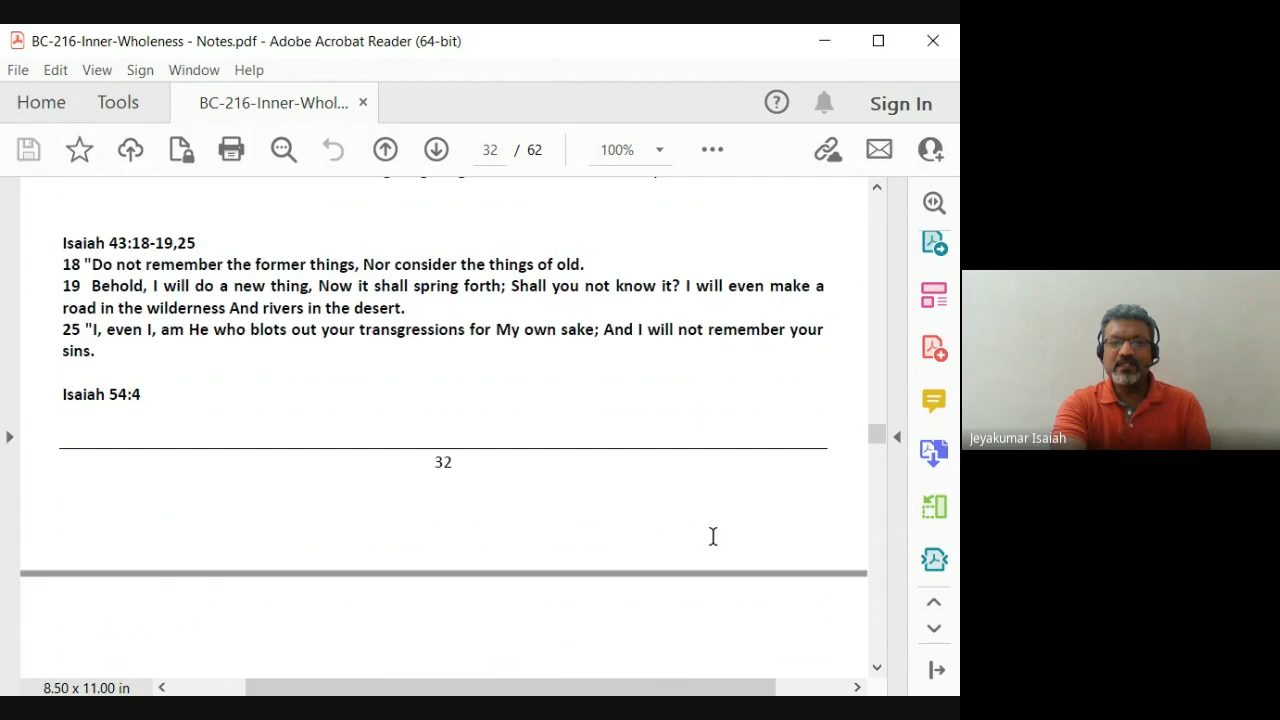 BC-216-Inner-Wholeness - Notes.pdf - Adobe Acrobat Reader (64-bit)
File Edit View Sign Window Help
Home Tools BC-216-Inner-Whol... × Sign In
32 / 62 100%
Isaiah 43:18-19,25
18 "Do not remember the former things, Nor consider the things of old.
19 Behold, I will do a new thing, Now it shall spring forth; Shall you not know it? I will even make a
road in the wilderness And rivers in the desert.
25 "I, even I, am He who blots out your transgressions for My own sake; And I will not remember your
sins.
Isaiah 54:4
32
8.50 x 11.00 in
Jeyakumar Isaiah